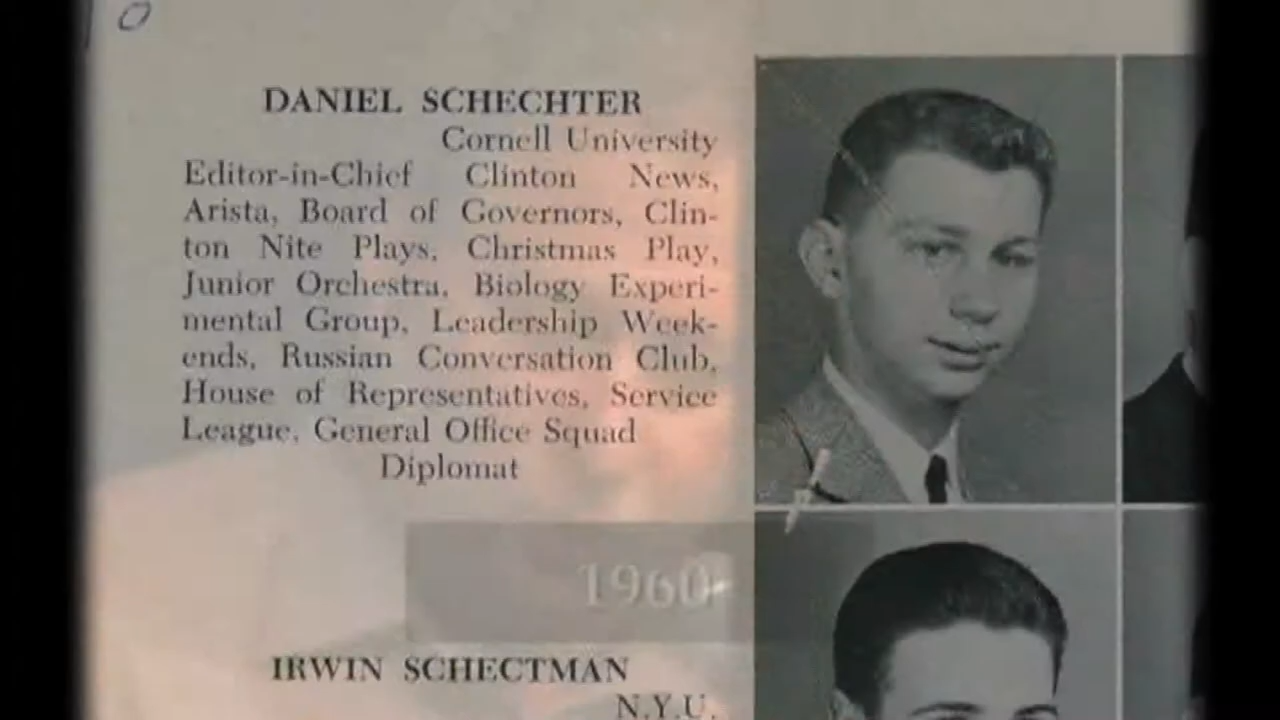 DANIEL SCHECHTER
Cornell University
Editor-in-Chief Clinton News,
Arista, Board of Governors, Clin-
ton Nite Plays, Christmas Play,
Junior Orchestra, Biology Experi-
mental Group, Leadership Week-
ends, Russian Conversation Club,
House of Representatives, Service
League, General Office Squad
Diplomat
1960
IRWIN SCHECTMAN
N.Y.U.